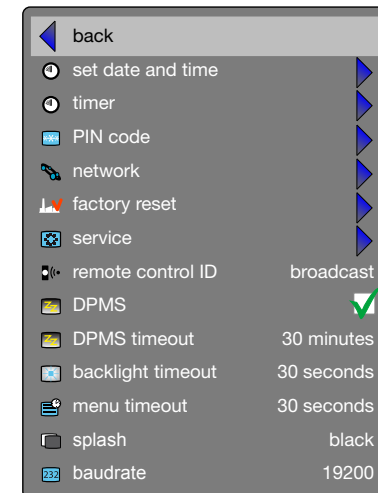 back
set date and time
timer
PIN code
network
factory reset
service
remote control ID broadcast
DPMS
DPMS timeout 30 minutes
backlight timeout 30 seconds
menu timeout 30 seconds
splash black
232 baudrate 19200